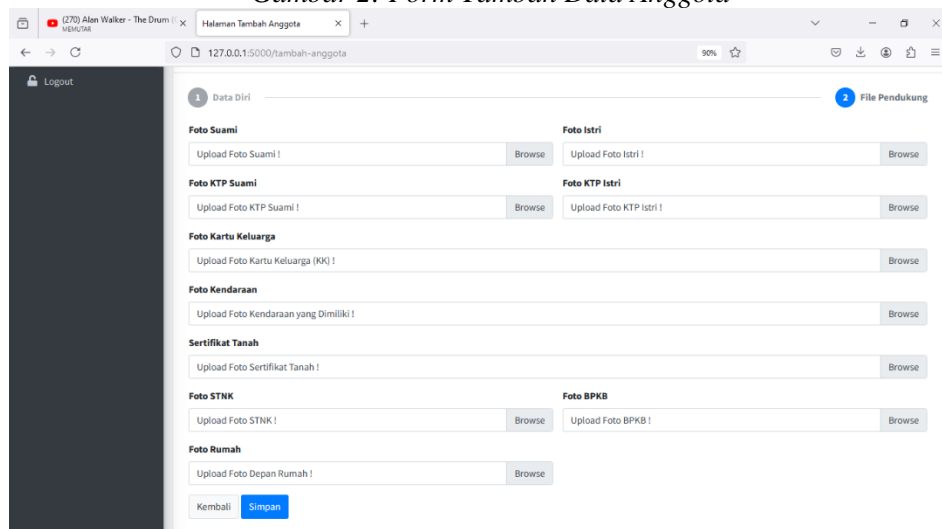 Gambar 2. Form Tambah Data Anggota
(270) Alan Walker - The Drum (
MEMUTAR
Halaman Tambah Anggota
127.0.0.1:5000/tambah-anggota
90%
Logout
1 Data Diri
2 File Pendukung
Foto Suami Foto Istri
Upload Foto Suami ! Browse Upload Foto Istri ! Browse
Foto KTP Suami Foto KTP Istri
Upload Foto KTP Suami ! Browse Upload Foto KTP Istri ! Browse
Foto Kartu Keluarga
Upload Foto Kartu Keluarga (KK) ! Browse
Foto Kendaraan
Upload Foto Kendaraan yang Dimiliki ! Browse
Sertifikat Tanah
Upload Foto Sertifikat Tanah ! Browse
Foto STNK Foto BPKB
Upload Foto STNK ! Browse Upload Foto BPKB ! Browse
Foto Rumah
Upload Foto Depan Rumah ! Browse
Kembali Simpan